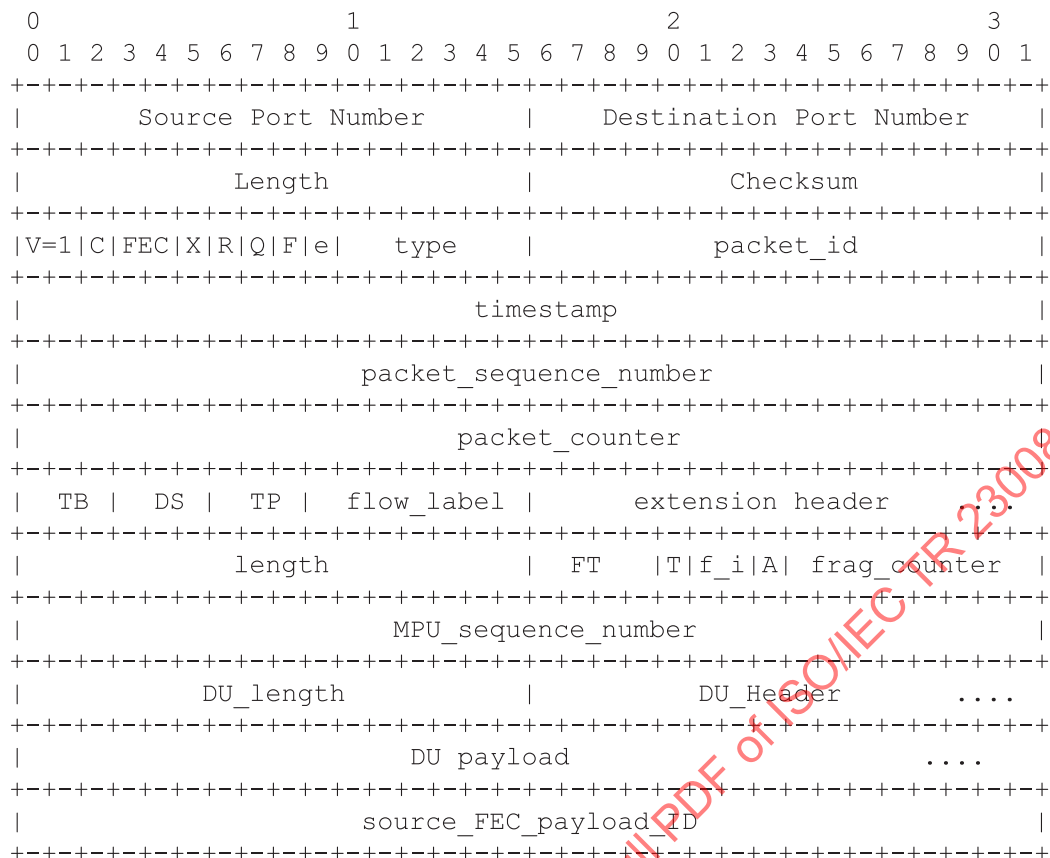 0                   1                   2                   3
0 1 2 3 4 5 6 7 8 9 0 1 2 3 4 5 6 7 8 9 0 1 2 3 4 5 6 7 8 9 0 1
+-+-+-+-+-+-+-+-+-+-+-+-+-+-+-+-+-+-+-+-+-+-+-+-+-+-+-+-+-+-+-+-+
|       Source Port Number      |    Destination Port Number    |
+-+-+-+-+-+-+-+-+-+-+-+-+-+-+-+-+-+-+-+-+-+-+-+-+-+-+-+-+-+-+-+-+
|             Length            |            Checksum           |
+-+-+-+-+-+-+-+-+-+-+-+-+-+-+-+-+-+-+-+-+-+-+-+-+-+-+-+-+-+-+-+-+
|V=1|C|FEC|X|R|Q|F|e|   type    |           packet_id           |
+-+-+-+-+-+-+-+-+-+-+-+-+-+-+-+-+-+-+-+-+-+-+-+-+-+-+-+-+-+-+-+-+
|                            timestamp                          |
+-+-+-+-+-+-+-+-+-+-+-+-+-+-+-+-+-+-+-+-+-+-+-+-+-+-+-+-+-+-+-+-+
|                     packet_sequence_number                    |
+-+-+-+-+-+-+-+-+-+-+-+-+-+-+-+-+-+-+-+-+-+-+-+-+-+-+-+-+-+-+-+-+
|                           packet_counter                      |
+-+-+-+-+-+-+-+-+-+-+-+-+-+-+-+-+-+-+-+-+-+-+-+-+-+-+-+-+-+-+-+-+
|  TB |  DS |  TP |  flow_label |      extension header    ....
+-+-+-+-+-+-+-+-+-+-+-+-+-+-+-+-+-+-+-+-+-+-+-+-+-+-+-+-+-+-+-+-+
|             length            |  FT   |T|f_i|A| frag_counter  |
+-+-+-+-+-+-+-+-+-+-+-+-+-+-+-+-+-+-+-+-+-+-+-+-+-+-+-+-+-+-+-+-+
|                       MPU_sequence_number                     |
+-+-+-+-+-+-+-+-+-+-+-+-+-+-+-+-+-+-+-+-+-+-+-+-+-+-+-+-+-+-+-+-+
|           DU_length           |          DU_Header       ....
+-+-+-+-+-+-+-+-+-+-+-+-+-+-+-+-+-+-+-+-+-+-+-+-+-+-+-+-+-+-+-+-+
|                        DU payload                      ....
+-+-+-+-+-+-+-+-+-+-+-+-+-+-+-+-+-+-+-+-+-+-+-+-+-+-+-+-+-+-+-+-+
|                     source_FEC_payload_ID                     |
+-+-+-+-+-+-+-+-+-+-+-+-+-+-+-+-+-+-+-+-+-+-+-+-+-+-+-+-+-+-+-+-+
PDF of ISO/IEC TR 23008